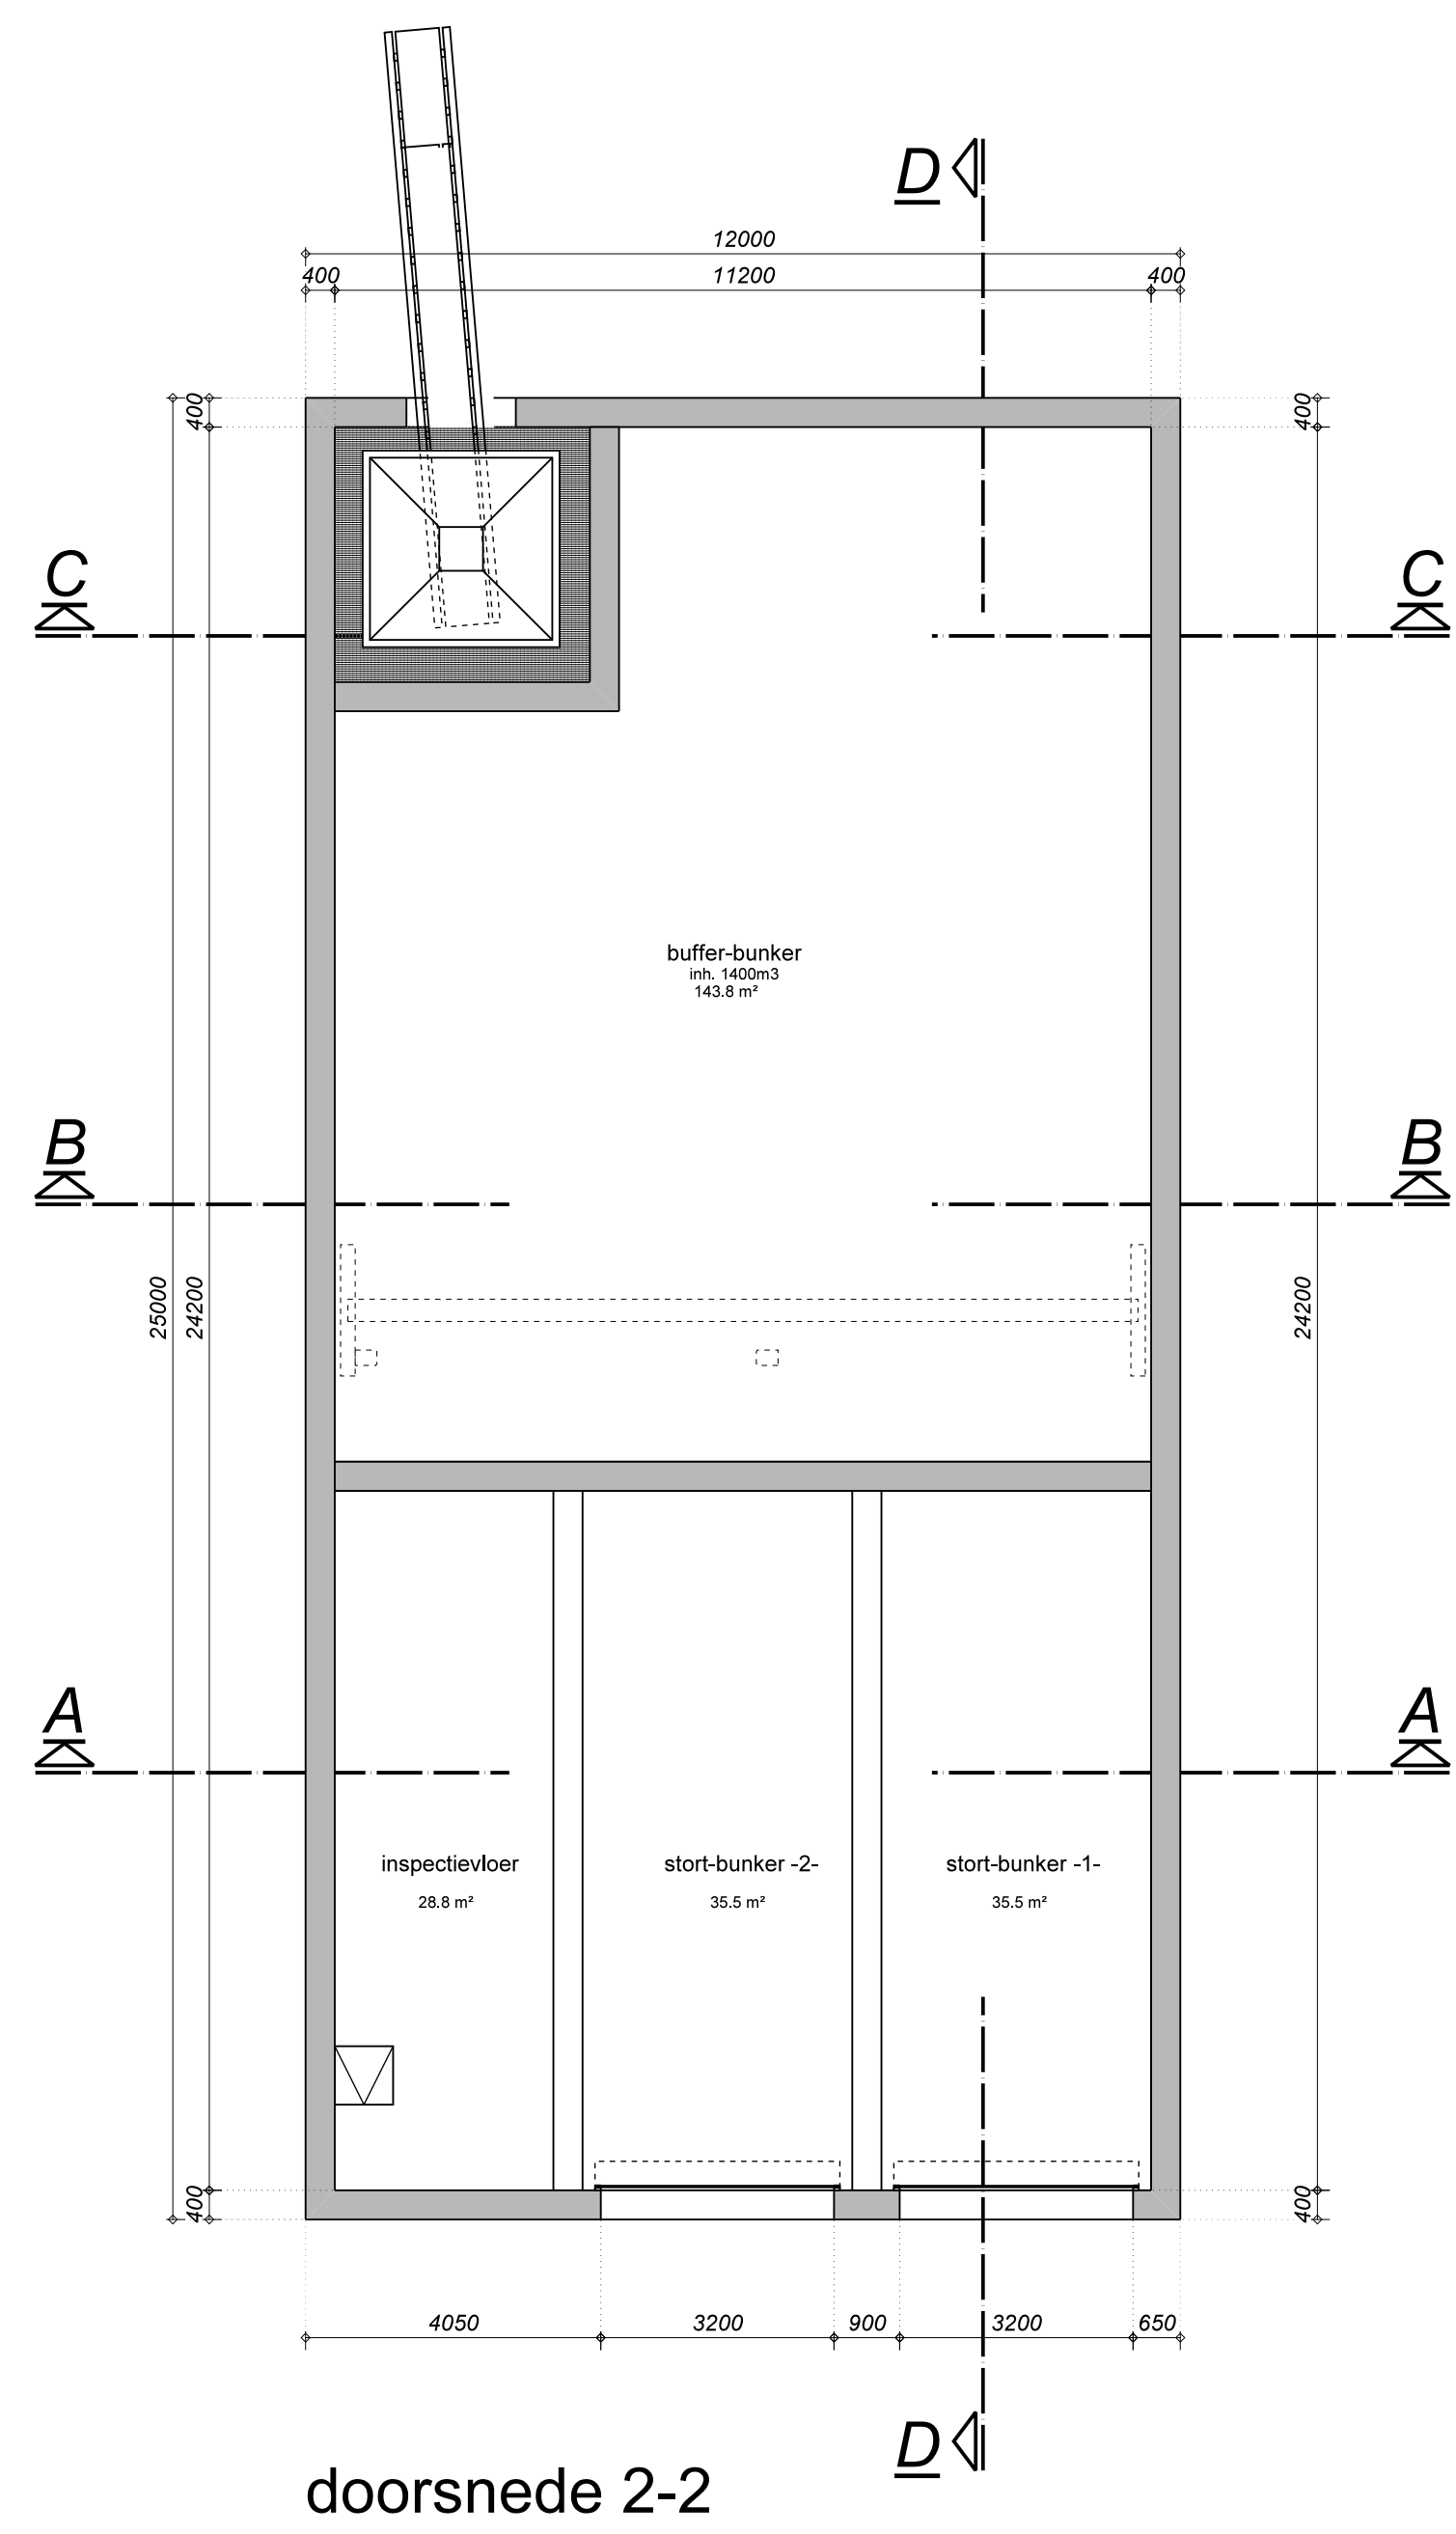 D
12000
400 11200 400
400 400
C C
buffer-bunker
inh. 1400m3
143.8 m²
B B
25000 24200 24200
A A
inspectievloer stort-bunker -2- stort-bunker -1-
28.8 m² 35.5 m² 35.5 m²
400 400
4050 3200 900 3200 650
D
doorsnede 2-2